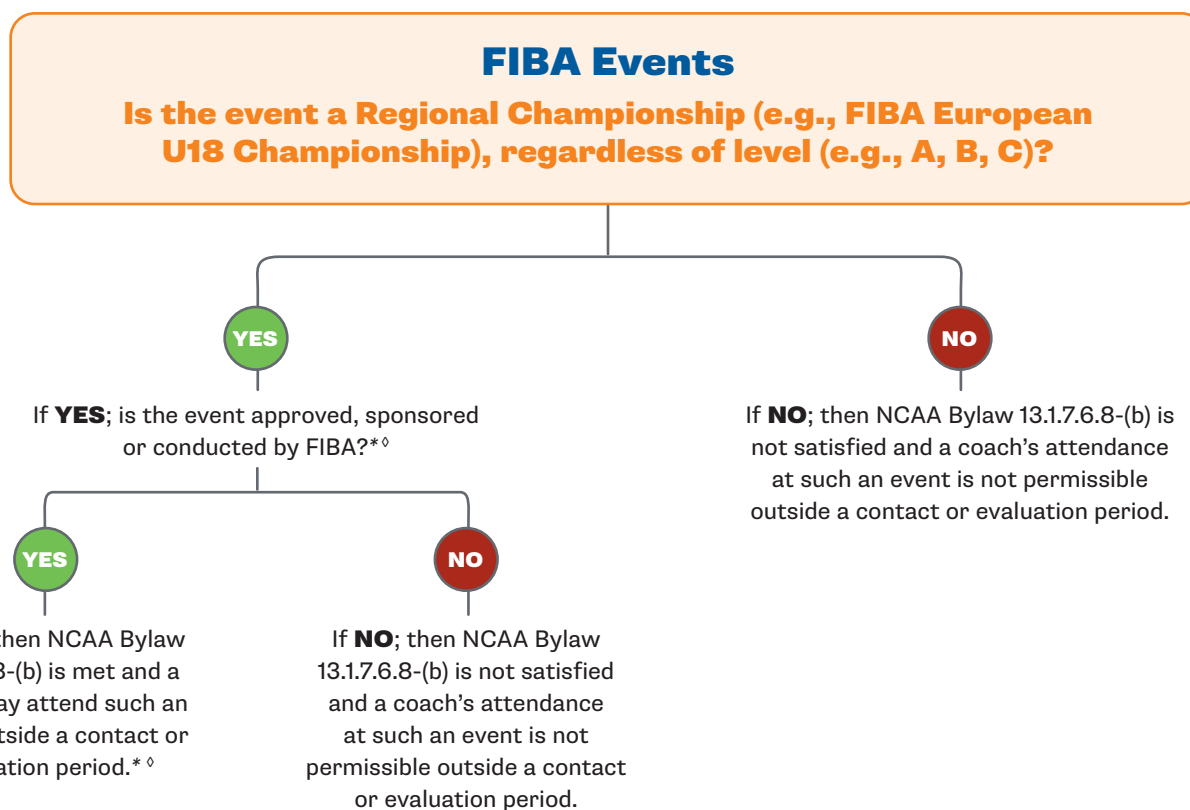 FIBA Events
Is the event a Regional Championship (e.g., FIBA European
U18 Championship), regardless of level (e.g., A, B, C)?
YES
NO
If YES; is the event approved, sponsored
or conducted by FIBA?*◊
If NO; then NCAA Bylaw 13.1.7.6.8-(b) is
not satisfied and a coach’s attendance
at such an event is not permissible
outside a contact or evaluation period.
YES
NO
then NCAA Bylaw
-(b) is met and a
attend such an
a contact or
period.*◊
If NO; then NCAA Bylaw
13.1.7.6.8-(b) is not satisfied
and a coach’s attendance
at such an event is not
permissible outside a contact
or evaluation period.